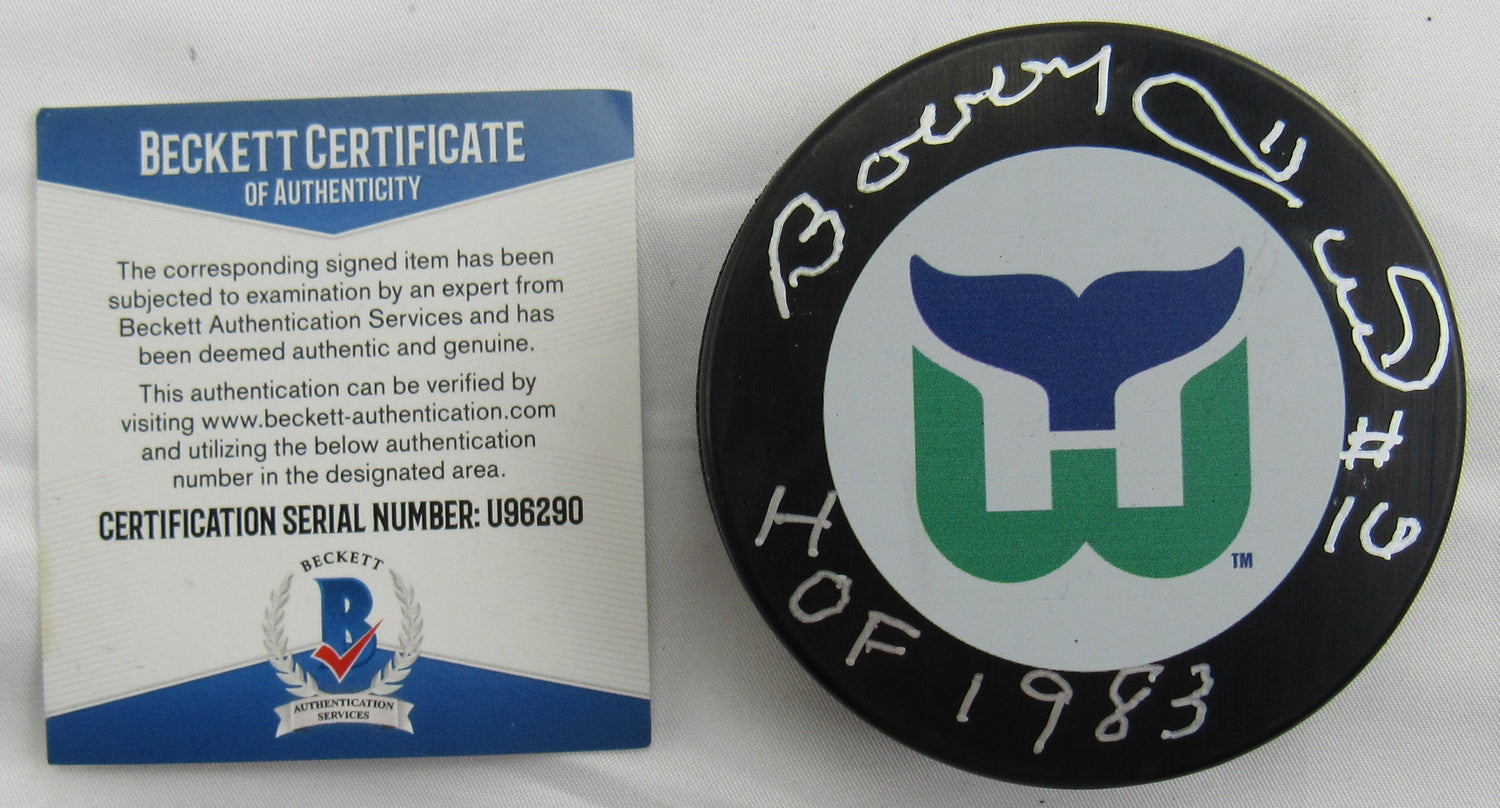 BECKETT CERTIFICATE
OF AUTHENTICITY
The corresponding signed item has been
subjected to examination by an expert from
Beckett Authentication Services and has
been deemed authentic and genuine.
This authentication can be verified by
visiting www.beckett-authentication.com
and utilizing the below authentication
number in the designated area.
CERTIFICATION SERIAL NUMBER: U96290
BECKETT
B
AUTHENTICATION
SERVICES
Bobby Hull
#16
HOF 1983
TM